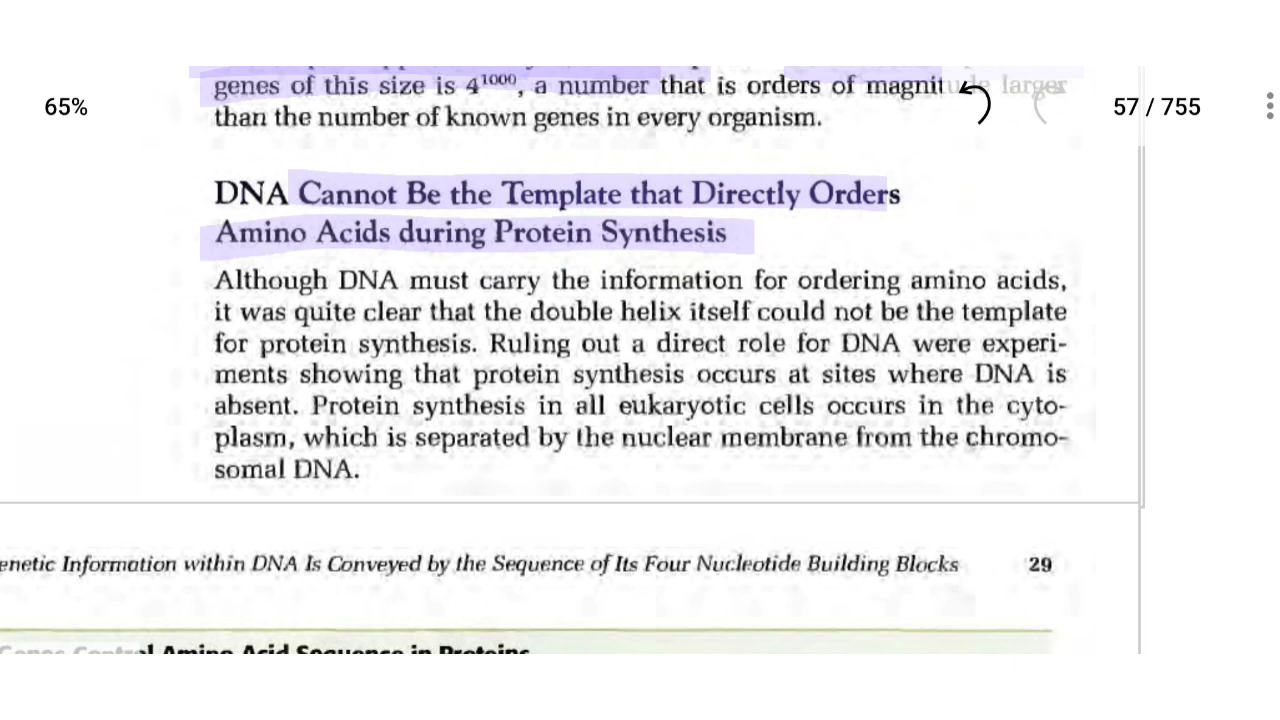 genes of this size is 4¹⁰⁰⁰, a number that is orders of magnitude larger
65%
57 / 755
than the number of known genes in every organism.
DNA Cannot Be the Template that Directly Orders
Amino Acids during Protein Synthesis
Although DNA must carry the information for ordering amino acids,
it was quite clear that the double helix itself could not be the template
for protein synthesis. Ruling out a direct role for DNA were experi-
ments showing that protein synthesis occurs at sites where DNA is
absent. Protein synthesis in all eukaryotic cells occurs in the cyto-
plasm, which is separated by the nuclear membrane from the chromo-
somal DNA.
enetic Information within DNA Is Conveyed by the Sequence of Its Four Nucleotide Building Blocks 29
Genes Control Amino Acid Sequence in Proteins